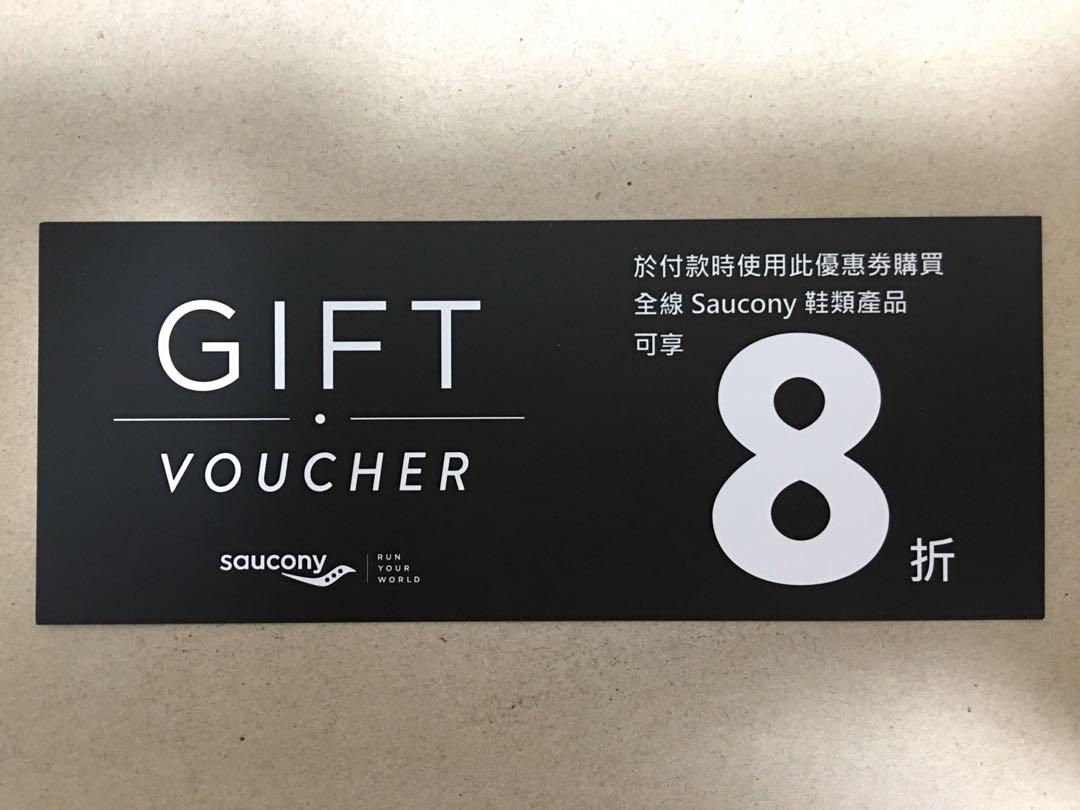 GIFT
VOUCHER
saucony
RUN
YOUR
WORLD
於付款時使用此優惠券購買
全線 Saucony 鞋類產品
可享
8 折